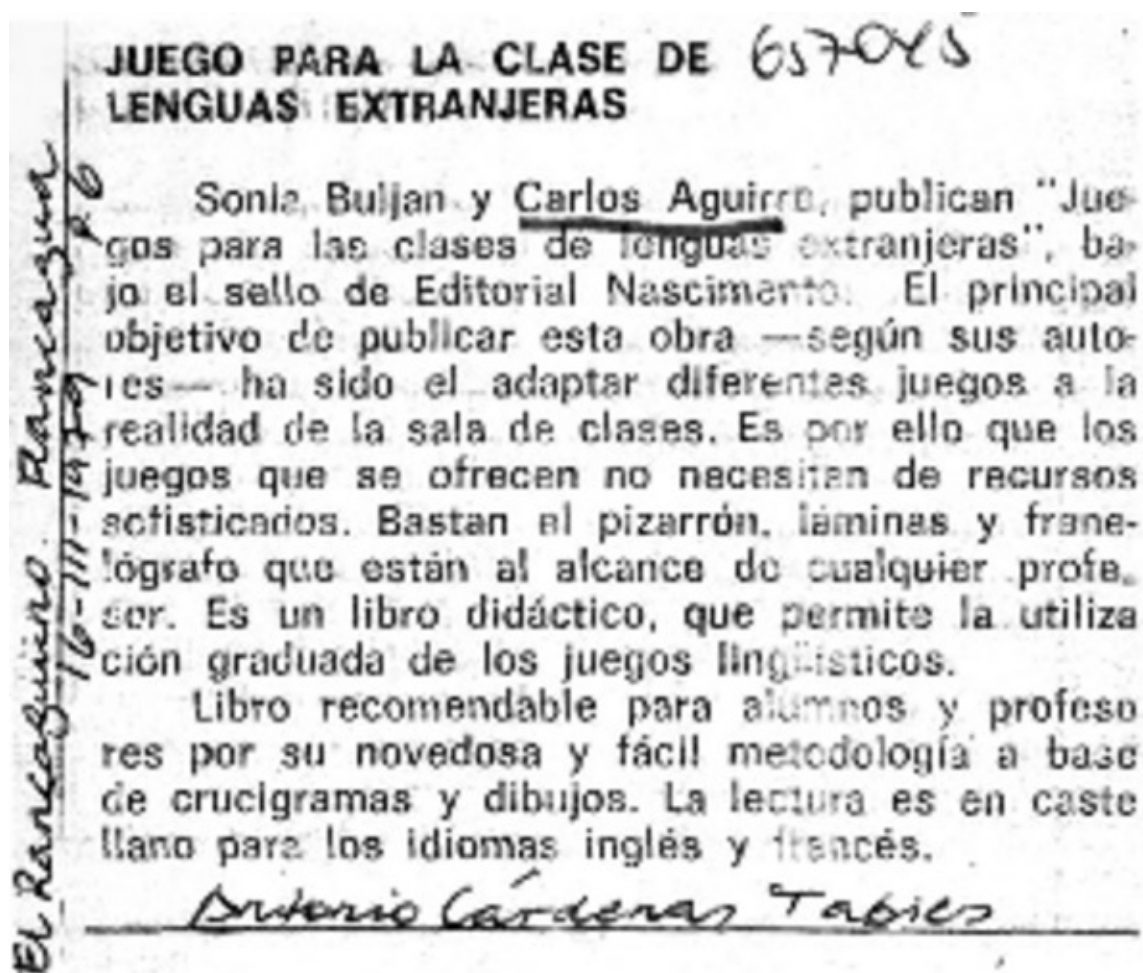 JUEGO PARA LA CLASE DE 657045
LENGUAS EXTRANJERAS
Sonia Buljan y Carlos Aguirre, publican "Jue-
gos para las clases de lenguas extranjeras", ba-
jo el sello de Editorial Nascimento. El principal
objetivo de publicar esta obra —según sus auto-
res— ha sido el adaptar diferentes juegos a la
realidad de la sala de clases. Es por ello que los
juegos que se ofrecen no necesitan de recursos
sofisticados. Bastan el pizarrón, láminas y frane-
lógrafo que están al alcance de cualquier profe-
sor. Es un libro didáctico, que permite la utiliza
ción graduada de los juegos lingüísticos.
Libro recomendable para alumnos y profeso
res por su novedosa y fácil metodología a base
de crucigramas y dibujos. La lectura es en caste
llano para los idiomas inglés y francés.
Antonio Cárdenas Tabies
El Rancagüino. Rancagua
16-III-1979 p. 6